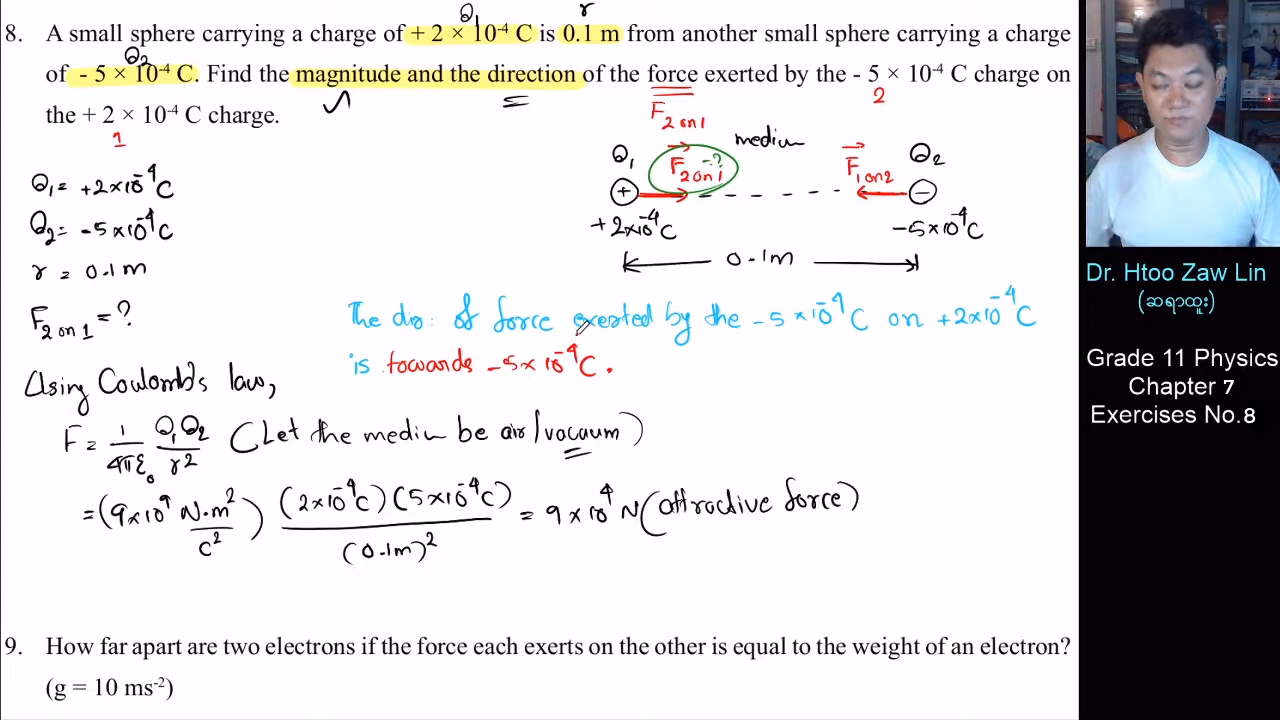 8. A small sphere carrying a charge of + 2 × 10⁻⁴ C is 0.1 m from another small sphere carrying a charge
Q₁ r
of - 5 × 10⁻⁴ C. Find the magnitude and the direction of the force exerted by the - 5 × 10⁻⁴ C charge on
Q₂
the + 2 × 10⁻⁴ C charge.
1
2
F₂ on 1
medium
Q₁ F₂ on 1 -? F₁ on 2 Q₂
+ −
+2×10⁻⁴C −5×10⁻⁴C
0.1m
Q₁ = +2×10⁻⁴C
Q₂ = -5×10⁻⁴C
r = 0.1m
F₂ on 1 = ?
The dir: of force exerted by the -5×10⁻⁴C on +2×10⁻⁴C
is towards -5×10⁻⁴C.
Using Coulomb's law,
F = 1/4πε₀ Q₁Q₂/r² (Let the medium be air/vacuum)
= (9×10⁹ N·m²/C²) (2×10⁻⁴C)(5×10⁻⁴C)/(0.1m)² = 9×10⁴ N (attractive force)
9. How far apart are two electrons if the force each exerts on the other is equal to the weight of an electron?
(g = 10 ms⁻²)
Dr. Htoo Zaw Lin
(ဆရာထူး)
Grade 11 Physics
Chapter 7
Exercises No.8